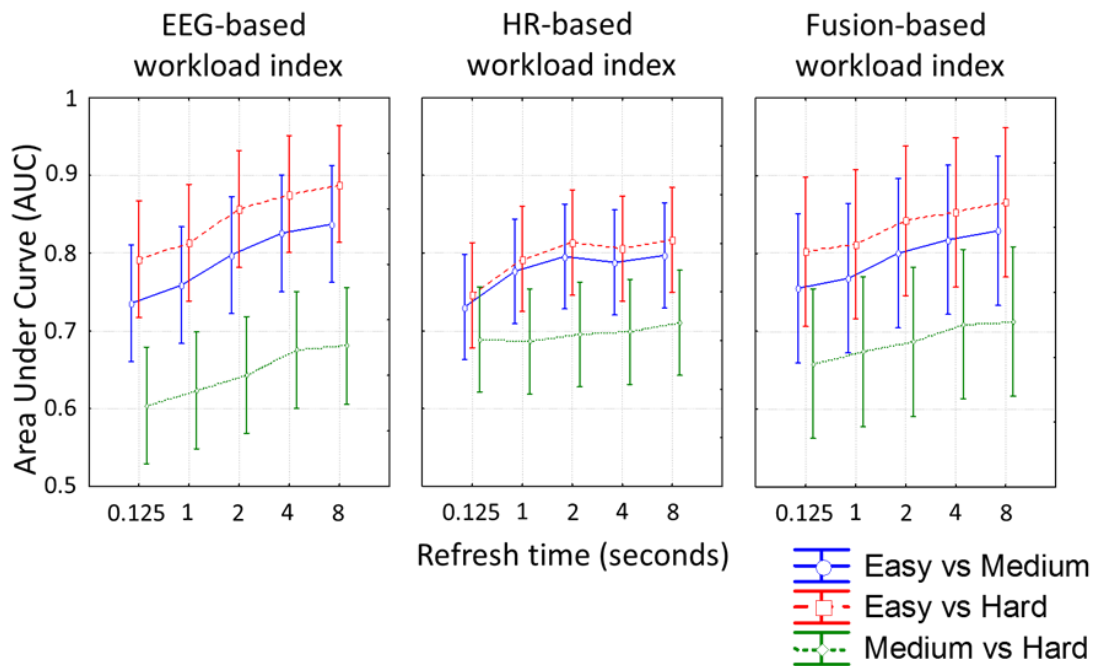 EEG-based
workload index
HR-based
workload index
Fusion-based
workload index
Area Under Curve (AUC)
1
0.9
0.8
0.7
0.6
0.5
0.125 1 2 4 8
0.125 1 2 4 8
0.125 1 2 4 8
Refresh time (seconds)
Easy vs Medium
Easy vs Hard
Medium vs Hard